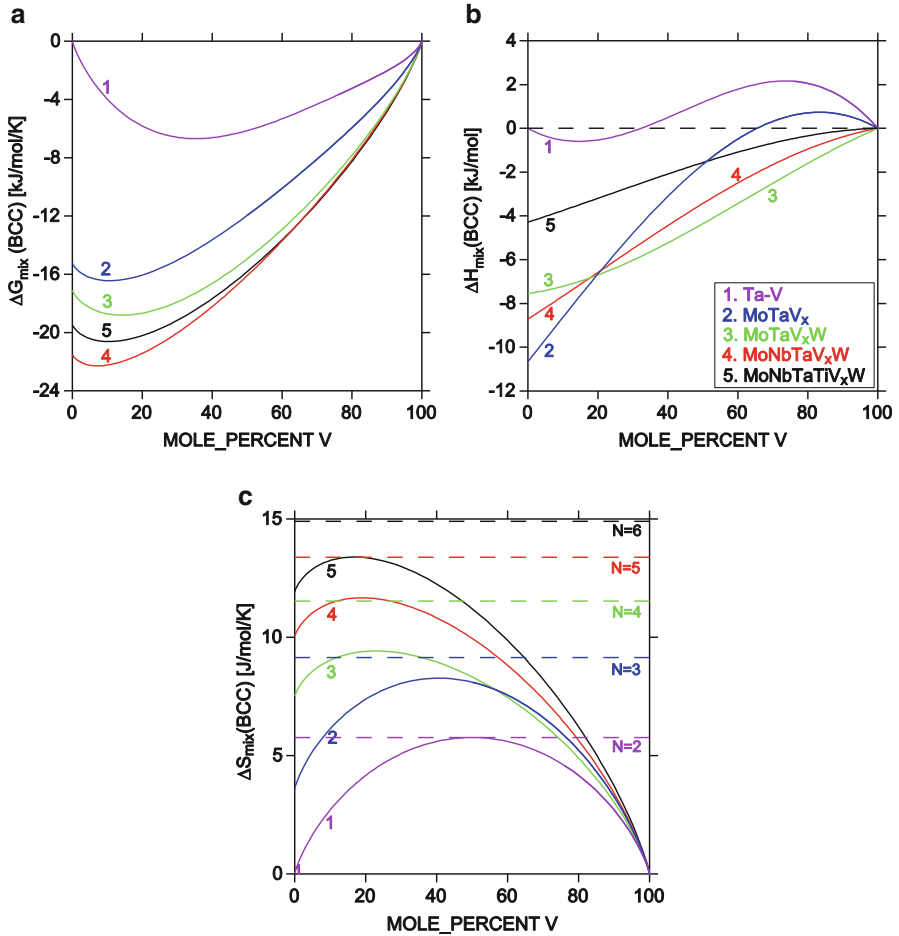 a
0
-4
-8
-12
-16
-20
-24
ΔGmix (BCC) [kJ/mol/K]
1
2
3
5
4
0 20 40 60 80 100
MOLE_PERCENT V
b
4
2
0
-2
-4
-6
-8
-10
-12
ΔHmix(BCC) [kJ/mol]
1
4
3
5
3
4
2
1. Ta-V
2. MoTaVx
3. MoTaVxW
4. MoNbTaVxW
5. MoNbTaTiVxW
0 20 40 60 80 100
MOLE_PERCENT V
c
15
10
5
0
ΔSmix(BCC) [J/mol/K]
N=6
5
N=5
4
N=4
3
N=3
2
N=2
1
1
0 20 40 60 80 100
MOLE_PERCENT V